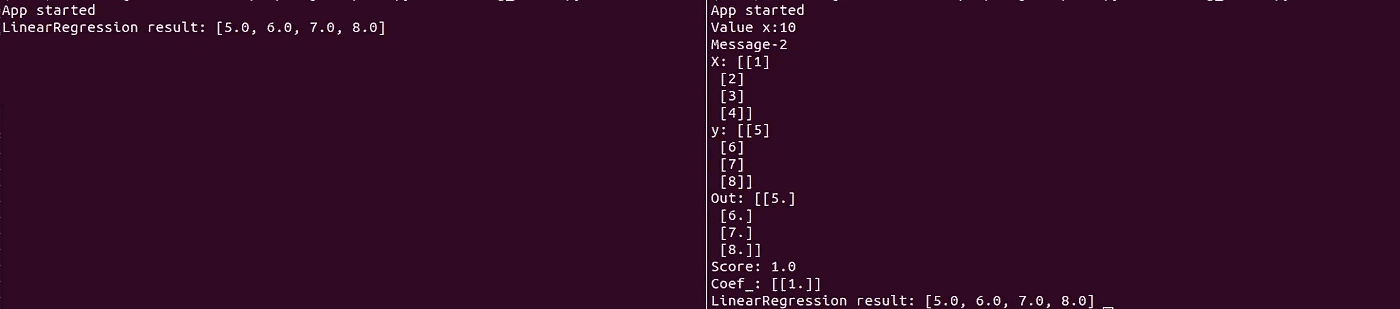 App started
LinearRegression result: [5.0, 6.0, 7.0, 8.0]
App started
Value x:10
Message-2
X: [[1]
 [2]
 [3]
 [4]]
y: [[5]
 [6]
 [7]
 [8]]
Out: [[5.]
 [6.]
 [7.]
 [8.]]
Score: 1.0
Coef_: [[1.]]
LinearRegression result: [5.0, 6.0, 7.0, 8.0]